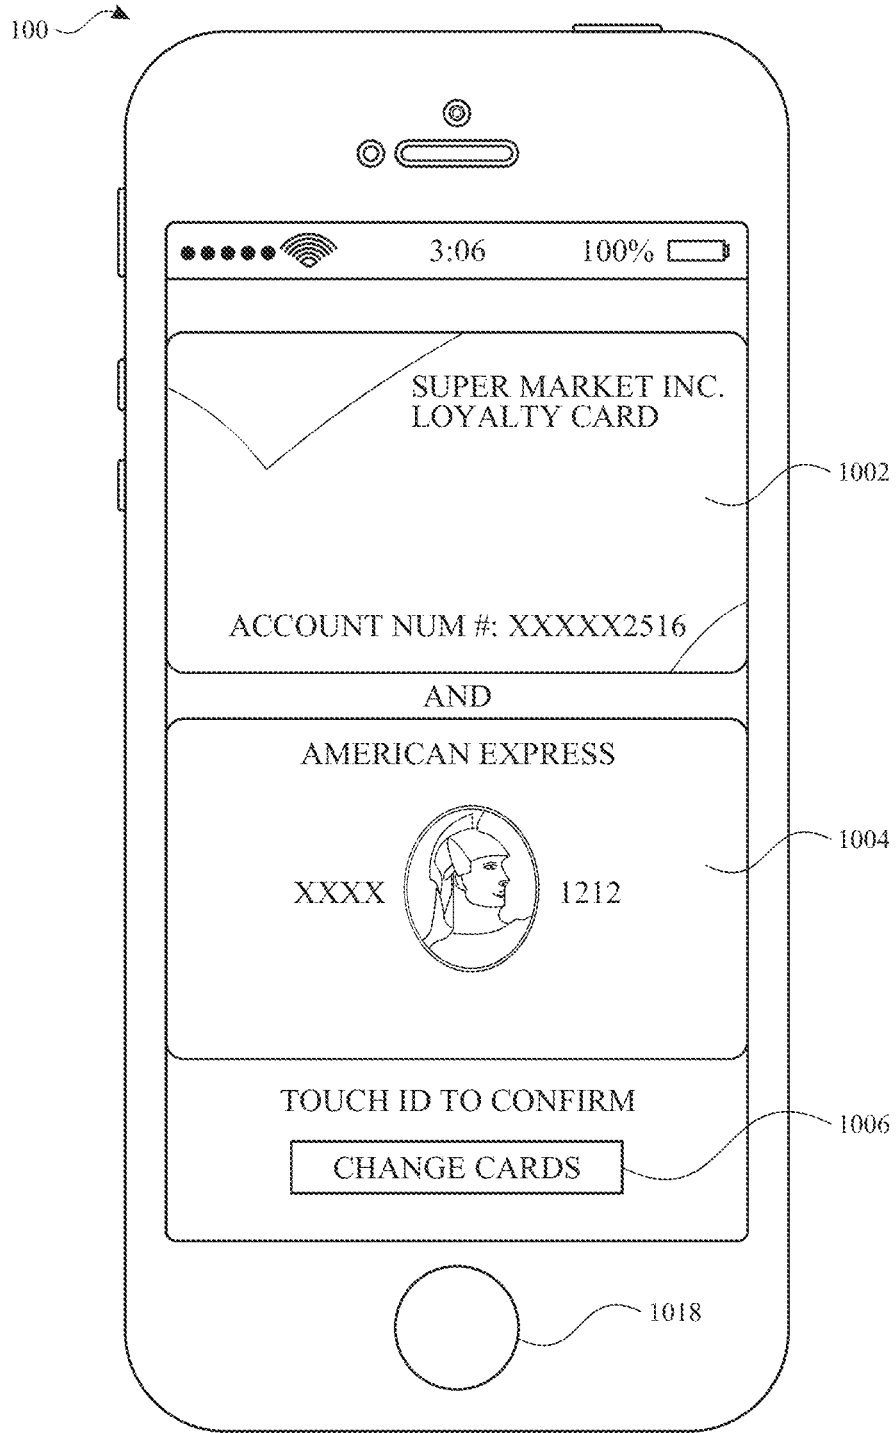 100
3:06 100%
SUPER MARKET INC.
LOYALTY CARD
1002
ACCOUNT NUM #: XXXXX2516
AND
AMERICAN EXPRESS
1004
XXXX 1212
TOUCH ID TO CONFIRM
1006
CHANGE CARDS
1018